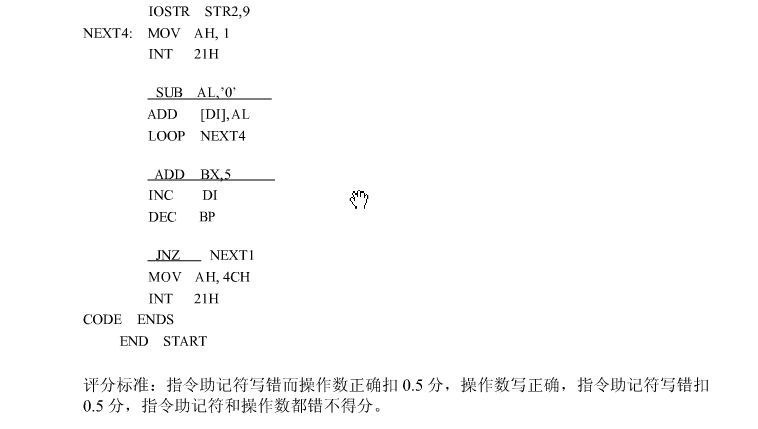 IOSTR STR2,9
NEXT4: MOV AH, 1
INT 21H
SUB AL,'0'
ADD [DI],AL
LOOP NEXT4
ADD BX,5
INC DI
DEC BP
JNZ NEXT1
MOV AH, 4CH
INT 21H
CODE ENDS
END START
评分标准：指令助记符写错而操作数正确扣 0.5 分，操作数写正确，指令助记符写错扣
0.5 分，指令助记符和操作数都错不得分。